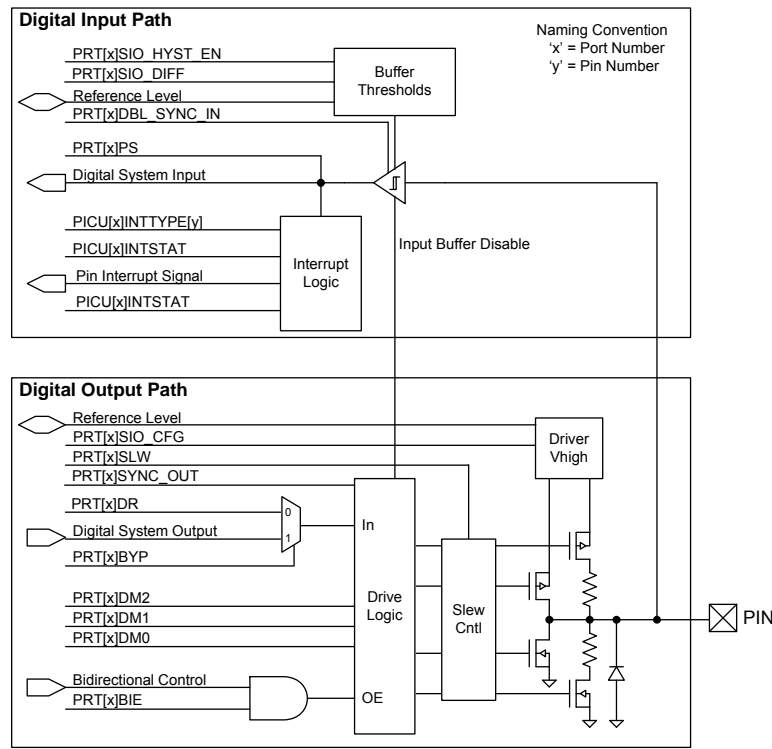 Digital Input Path
Naming Convention
'x' = Port Number
'y' = Pin Number
PRT[x]SIO_HYST_EN
PRT[x]SIO_DIFF
Reference Level
PRT[x]DBL_SYNC_IN
Buffer
Thresholds
PRT[x]PS
Digital System Input
PICU[x]INTTYPE[y]
PICU[x]INTSTAT
Pin Interrupt Signal
PICU[x]INTSTAT
Interrupt
Logic
Input Buffer Disable
Digital Output Path
Reference Level
PRT[x]SIO_CFG
PRT[x]SLW
PRT[x]SYNC_OUT
Driver
Vhigh
PRT[x]DR
Digital System Output
PRT[x]BYP
0
1
In
PRT[x]DM2
PRT[x]DM1
PRT[x]DM0
Drive
Logic
Slew
Cntl
PIN
Bidirectional Control
PRT[x]BIE
OE